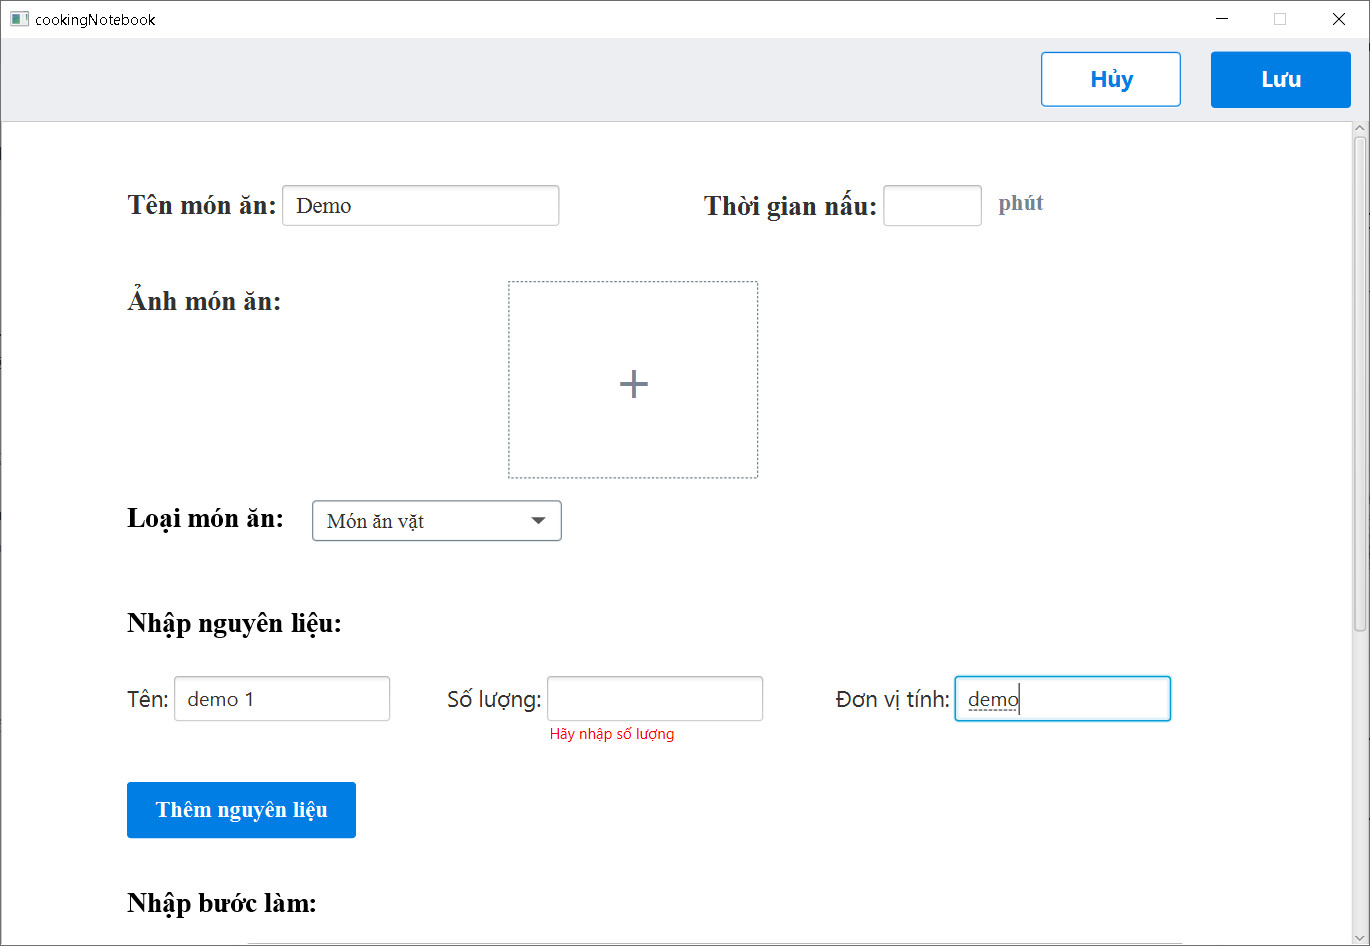 cookingNotebook
Hủy
Lưu
Tên món ăn: Demo
Thời gian nấu: phút
Ảnh món ăn:
+
Loại món ăn: Món ăn vặt
Nhập nguyên liệu:
Tên: demo 1
Số lượng:
Hãy nhập số lượng
Đơn vị tính: demo
Thêm nguyên liệu
Nhập bước làm: